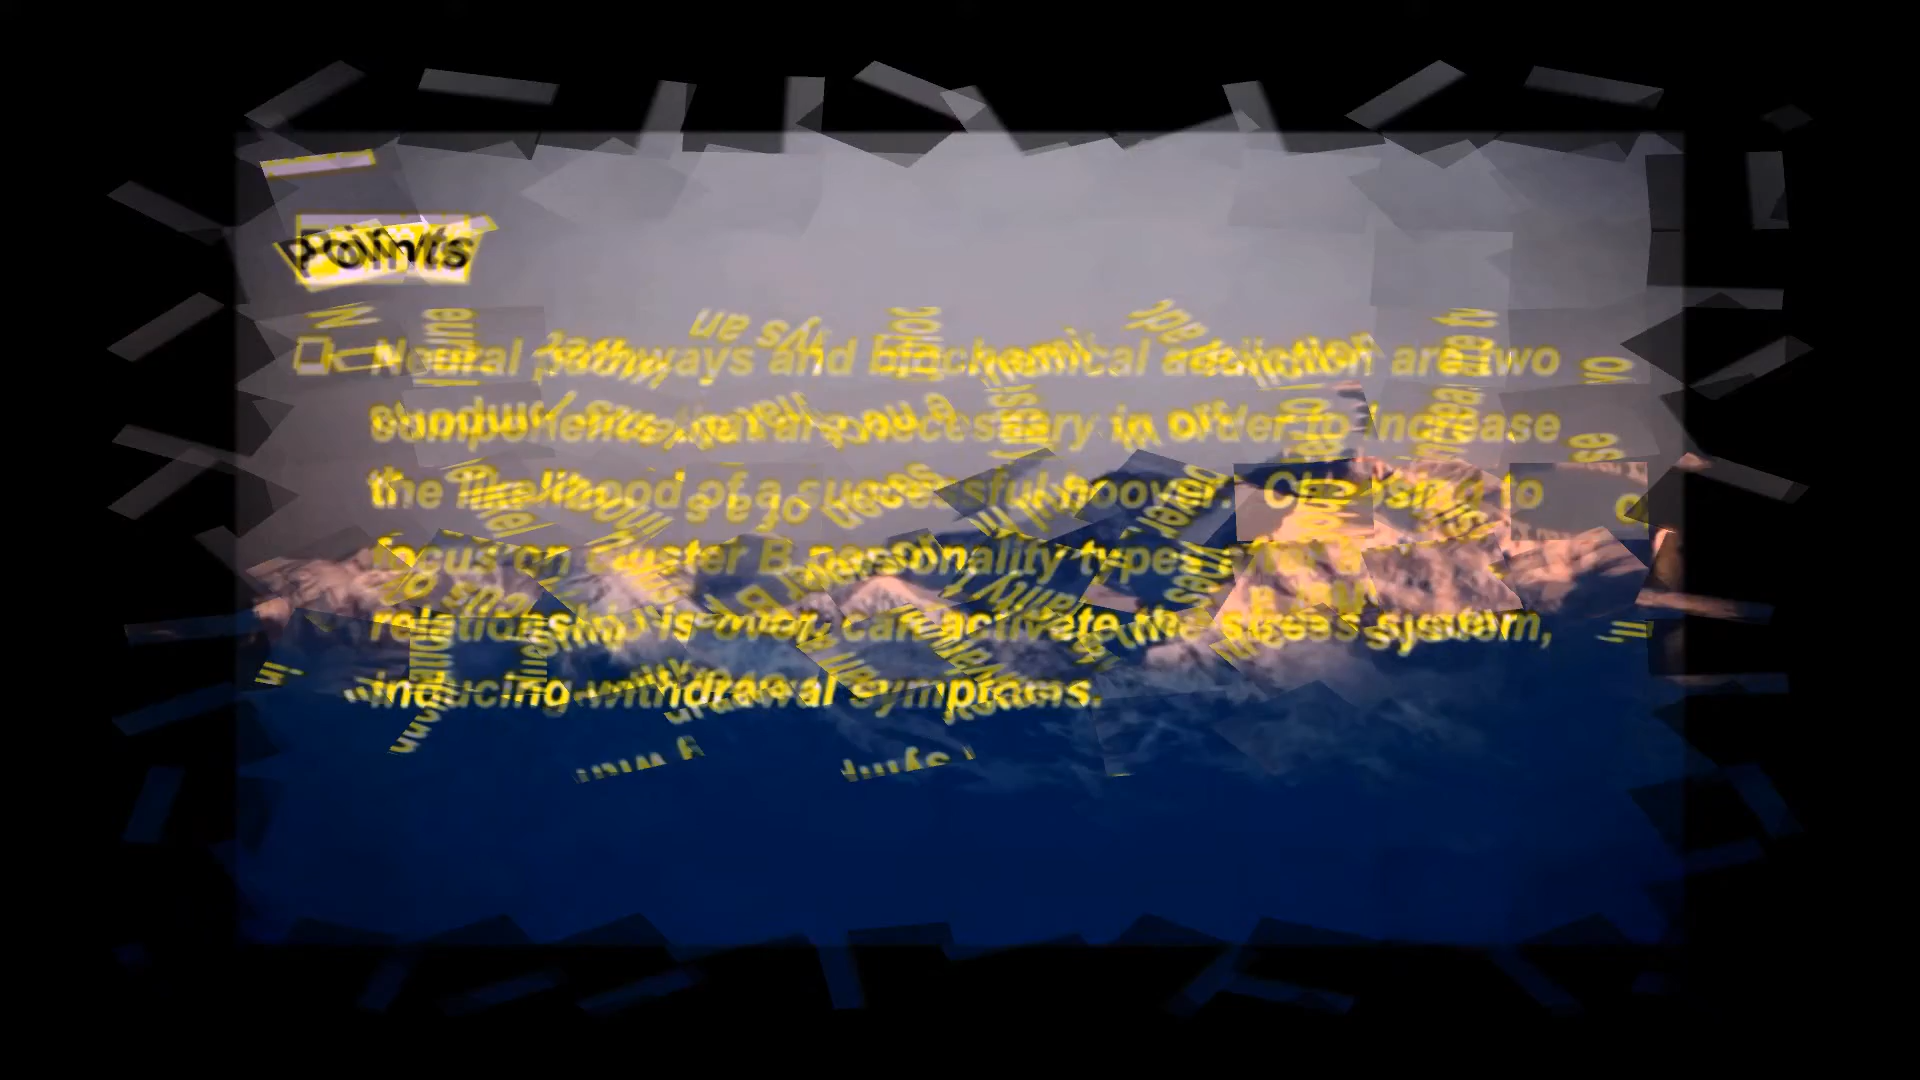 Points
Neural pathways and biochemical addiction are two
components that are necessary in order to increase
the likelihood of a successful hoover. Choosing to
focus on Cluster B personality types after a
relationship is over, can activate the stress system,
inducing withdrawal symptoms.